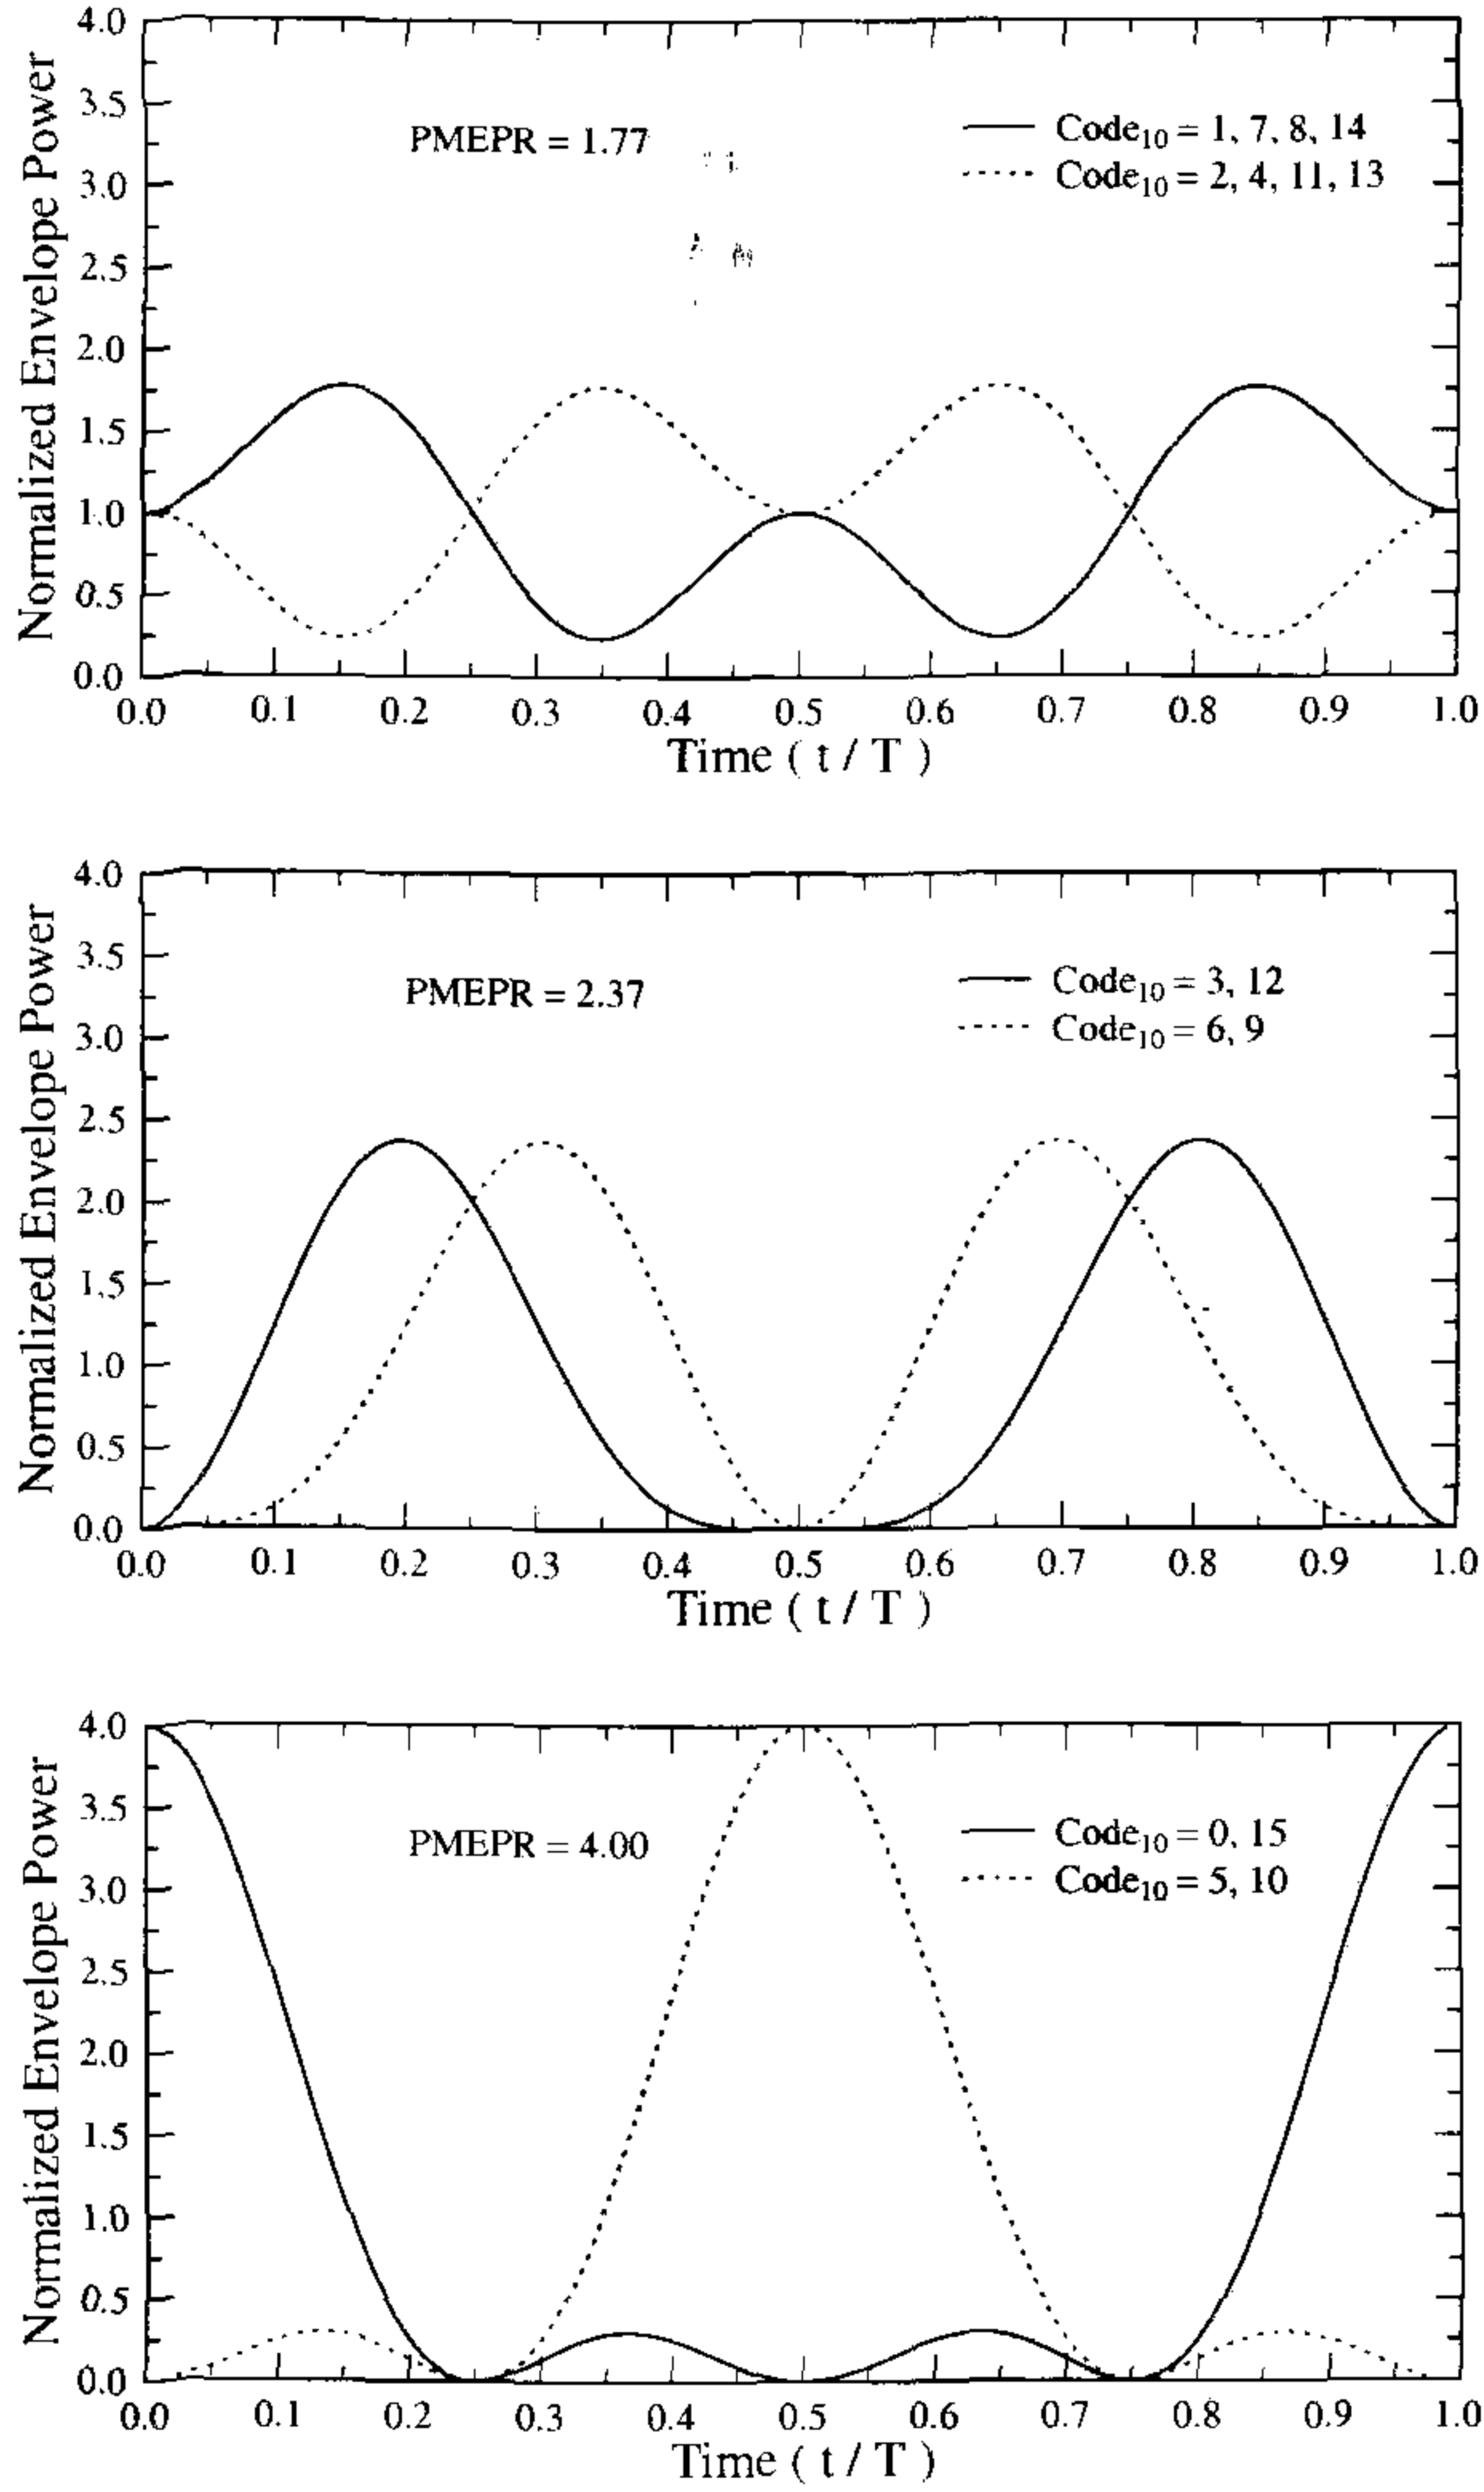 4.0
3.5
3.0
2.5
2.0
1.5
1.0
0.5
0.0
Normalized Envelope Power
PMEPR = 1.77
Code10 = 1, 7, 8, 14
Code10 = 2, 4, 11, 13
0.0 0.1 0.2 0.3 0.4 0.5 0.6 0.7 0.8 0.9 1.0
Time ( t / T )
4.0
3.5
3.0
2.5
2.0
1.5
1.0
0.5
0.0
Normalized Envelope Power
PMEPR = 2.37
Code10 = 3, 12
Code10 = 6, 9
0.0 0.1 0.2 0.3 0.4 0.5 0.6 0.7 0.8 0.9 1.0
Time ( t / T )
4.0
3.5
3.0
2.5
2.0
1.5
1.0
0.5
0.0
Normalized Envelope Power
PMEPR = 4.00
Code10 = 0, 15
Code10 = 5, 10
0.0 0.1 0.2 0.3 0.4 0.5 0.6 0.7 0.8 0.9 1.0
Time ( t / T )